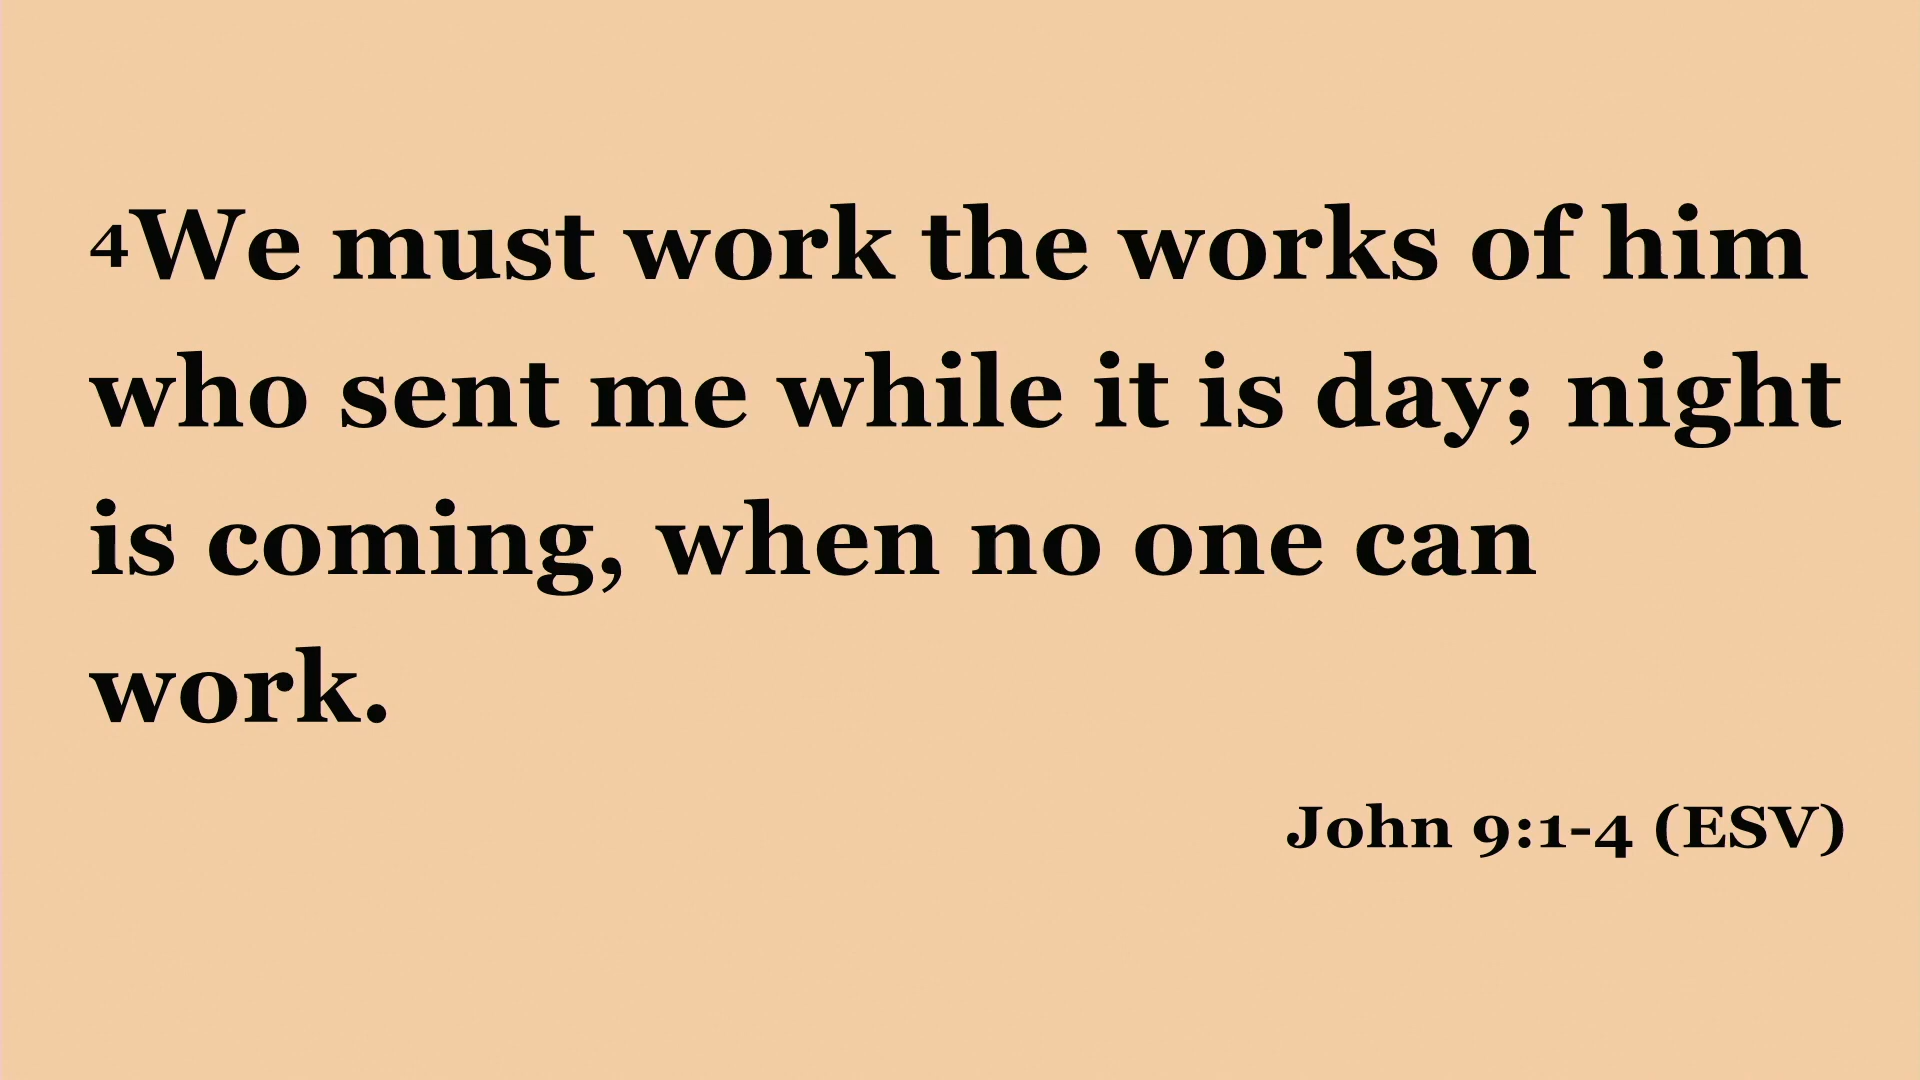 4We must work the works of him
who sent me while it is day; night
is coming, when no one can
work.
John 9:1-4 (ESV)